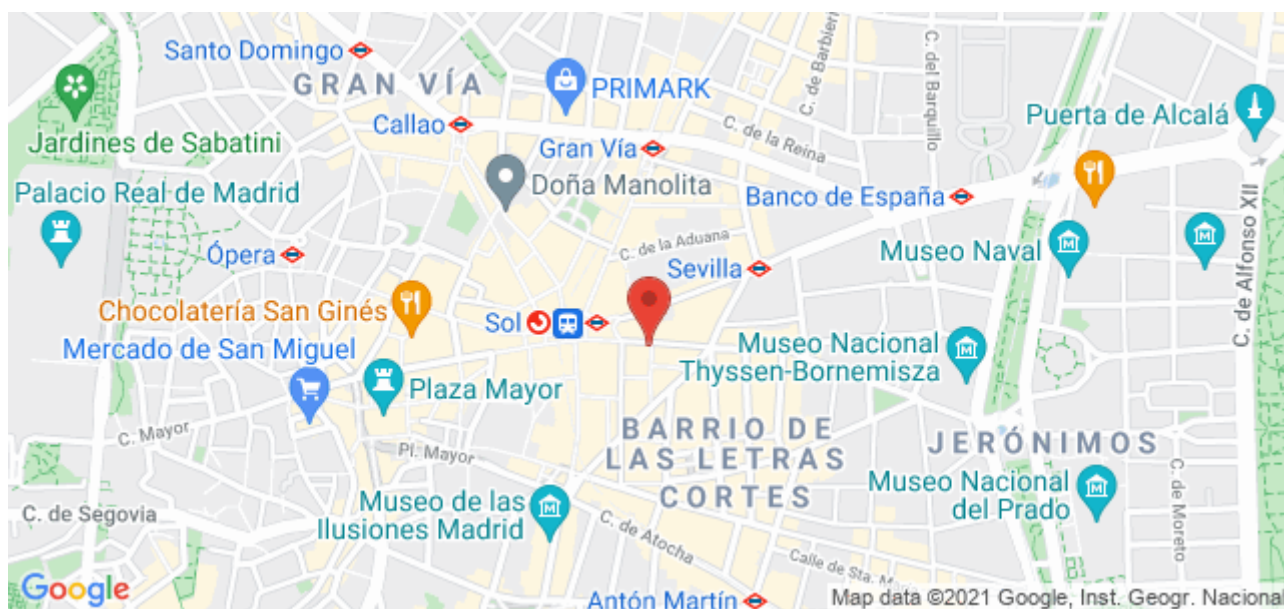 Santo Domingo
GRAN VÍA
PRIMARK
C. de Barbieri
C. del Barquillo
Puerta de Alcalá
Callao
C. de la Reina
Jardines de Sabatini
Gran Vía
Doña Manolita
Palacio Real de Madrid
Banco de España
C. de Alfonso XII
Ópera
C. de la Aduana
Museo Naval
Sevilla
Chocolatería San Ginés
Sol
Mercado de San Miguel
Museo Nacional
Thyssen-Bornemisza
Plaza Mayor
C. Mayor
BARRIO DE
LAS LETRAS
CORTES
JERÓNIMOS
Pl. Mayor
Museo de las
Ilusiones Madrid
Museo Nacional
del Prado
C. de Moreto
C. de Segovia
C. de Atocha
Calle de Sta.
Antón Martín
Google
Map data ©2021 Google, Inst. Geogr. Naciona